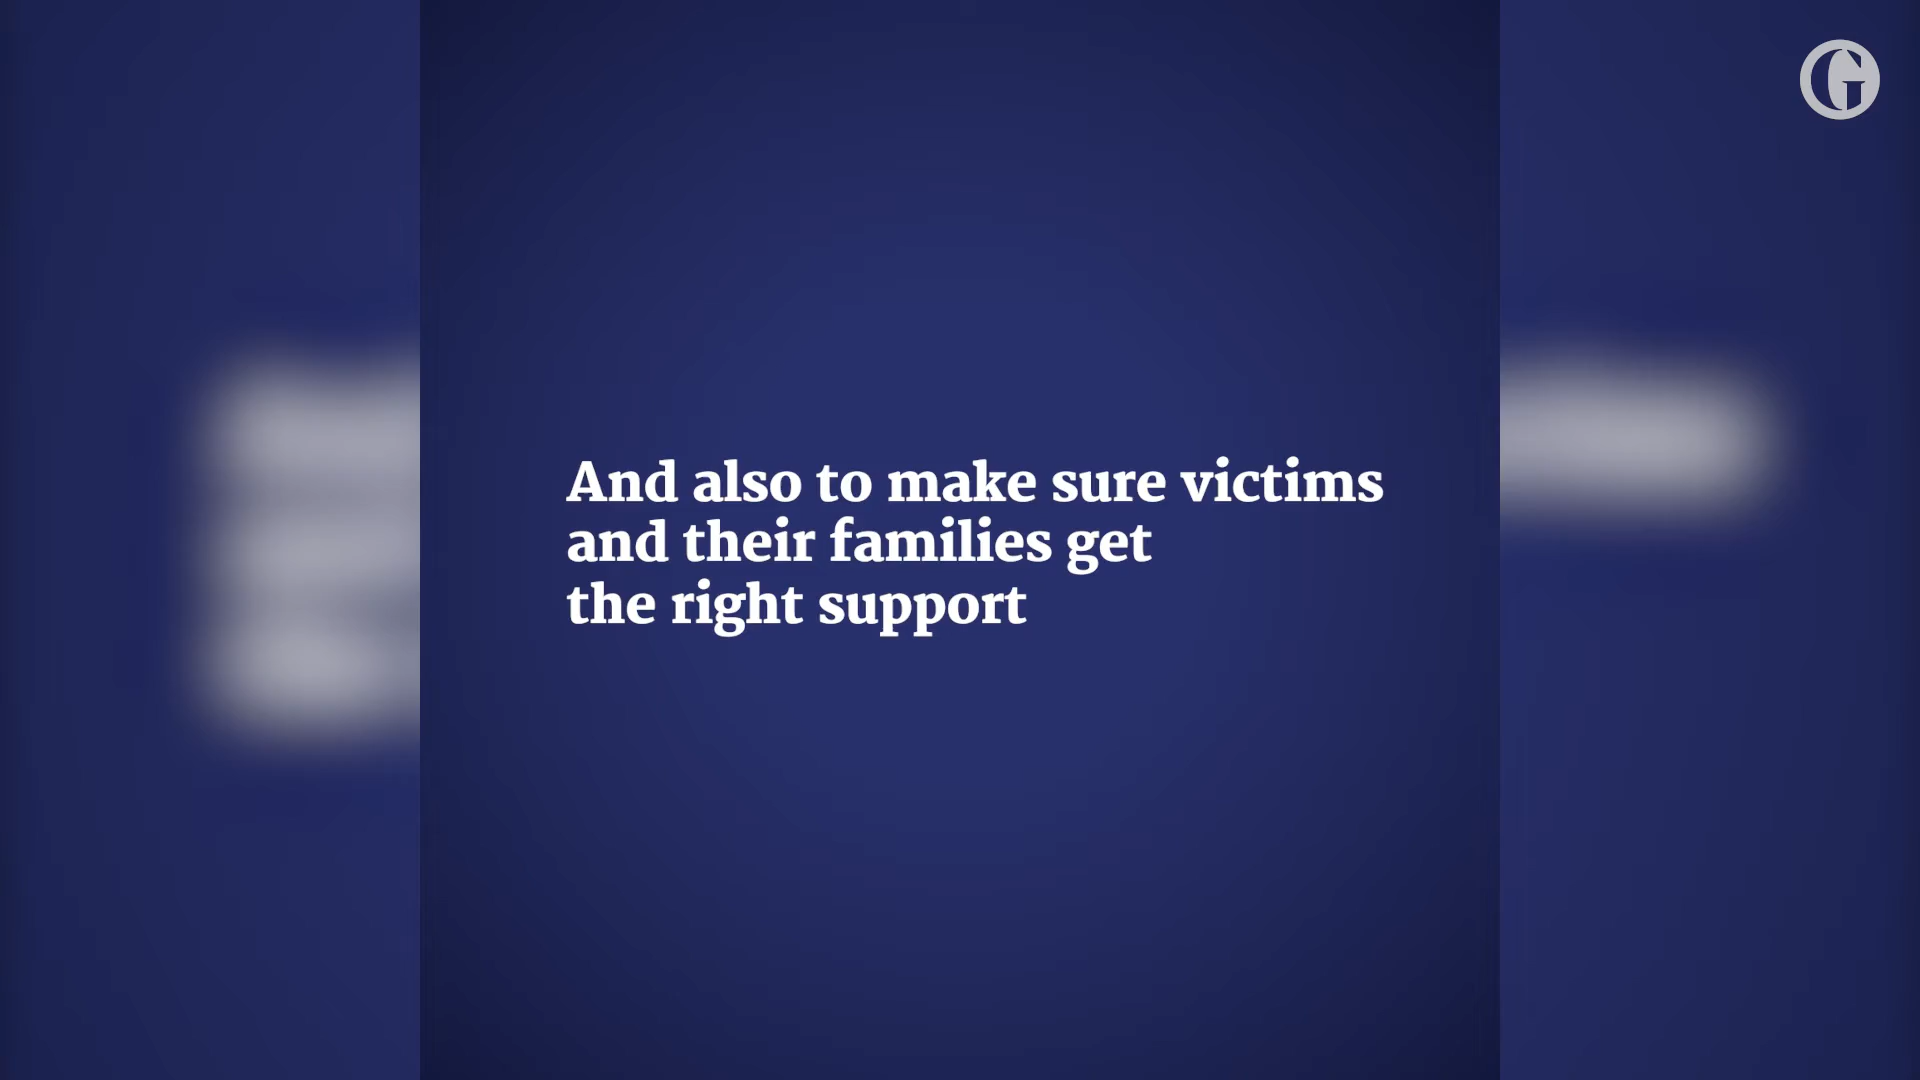 And also to make sure victims
and their families get
the right support